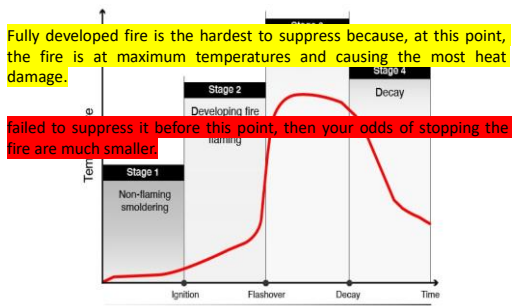 Fully developed fire is the hardest to suppress because, at this point,
the fire is at maximum temperatures and causing the most heat
damage.
Stage 4
Decay
Stage 2
Developing fire
failed to suppress it before this point, then your odds of stopping the
fire are much smaller.
flaming
Stage 1
Non-flaming
smoldering
Ignition
Flashover
Decay
Time